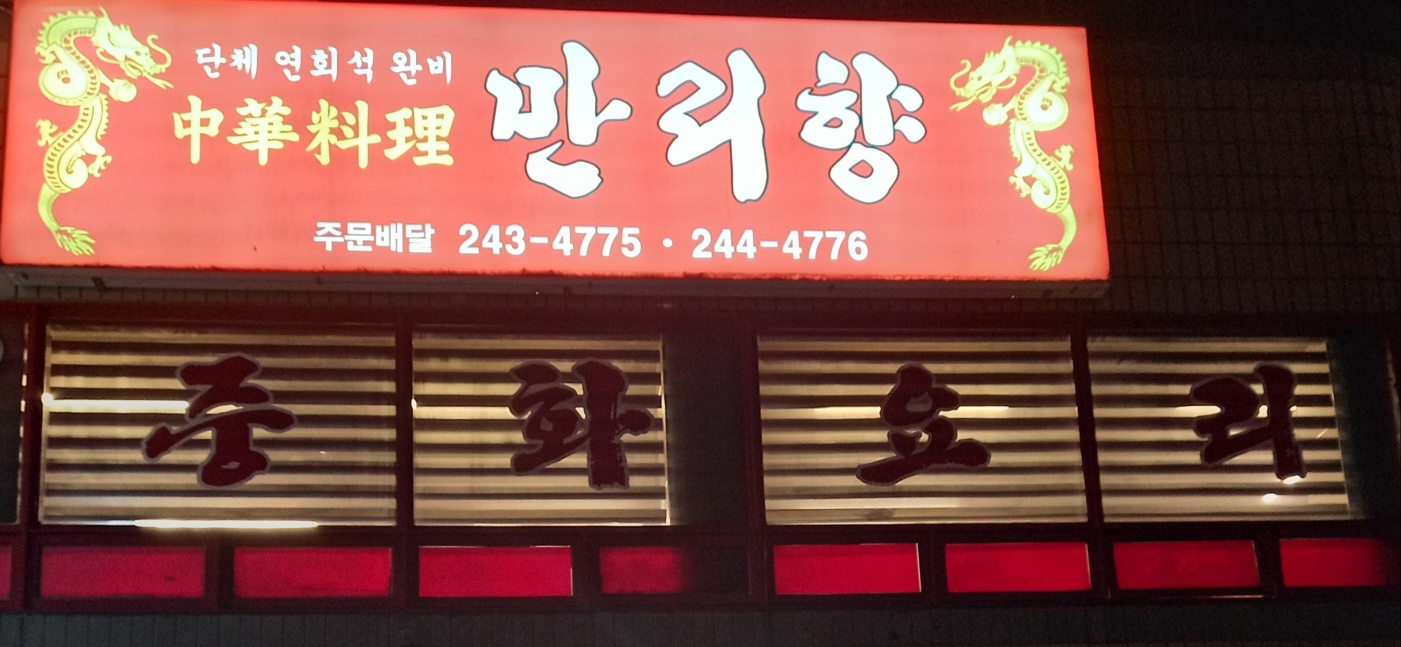 단체 연회석 완비
中華料理 만리향
주문배달 243-4775 · 244-4776
중화요리